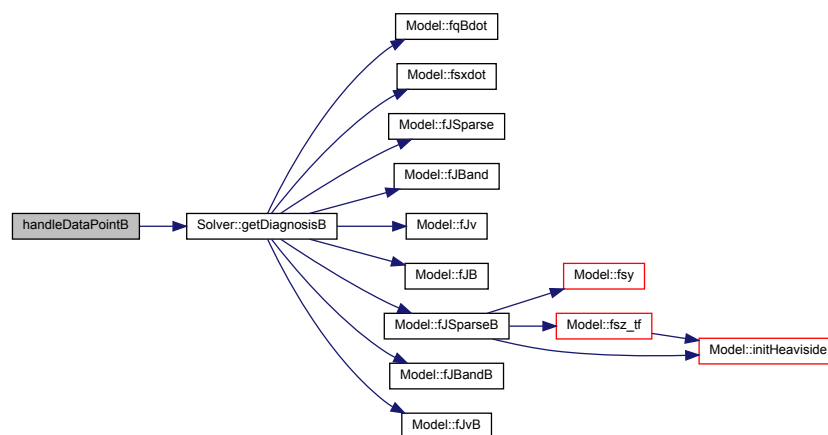 Model::fqBdot
Model::fsxdot
Model::fJSparse
Model::fJBand
handleDataPointB
Solver::getDiagnosisB
Model::fJv
Model::fJB
Model::fsy
Model::fJSparseB
Model::fsz_tf
Model::initHeaviside
Model::fJBandB
Model::fJvB